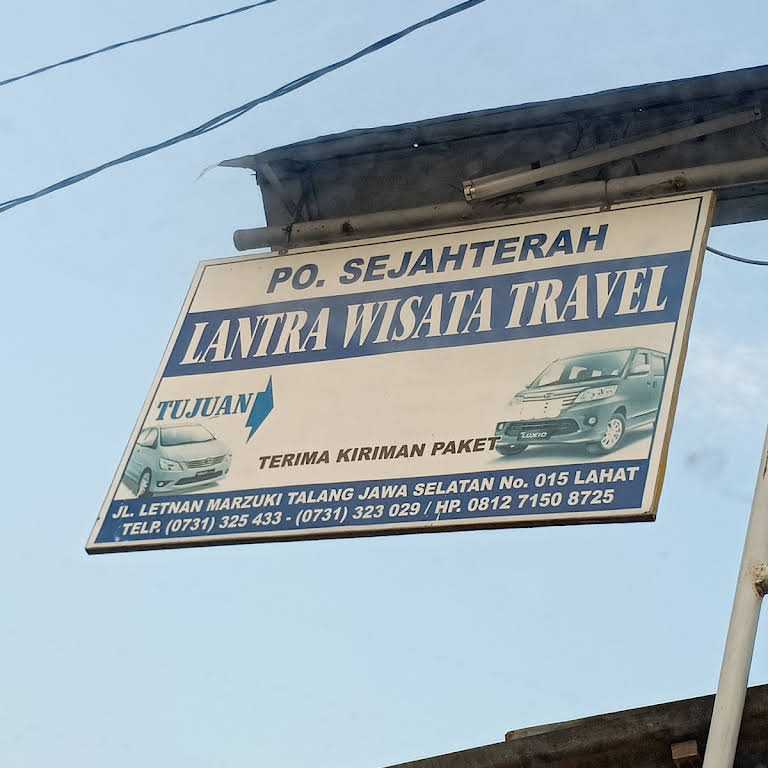 PO. SEJAHTERAH
LANTRA WISATA TRAVEL
TUJUAN
LUXIO
TERIMA KIRIMAN PAKET
JL. LETNAN MARZUKI TALANG JAWA SELATAN No. 015 LAHAT
TELP. (0731) 325 433 - (0731) 323 029 / HP. 0812 7150 8725